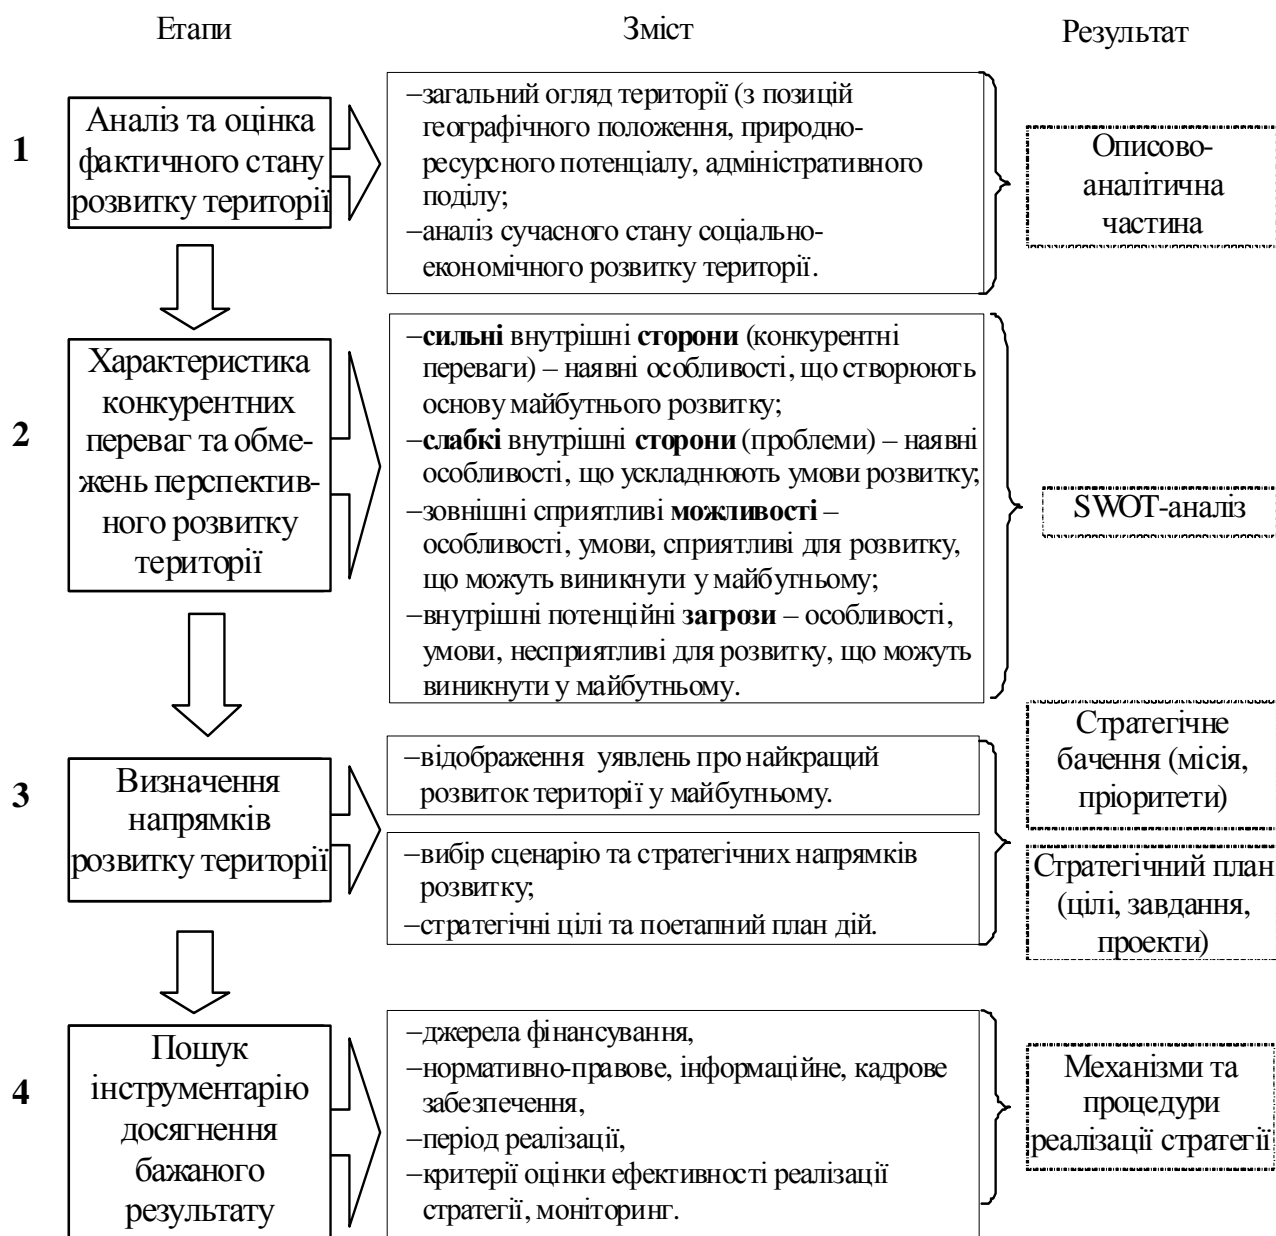 Етапи
Зміст
Результат
1
Аналіз та оцінка
фактичного стану
розвитку території
–загальний огляд території (з позицій
географічного положення, природно-
ресурсного потенціалу, адміністративного
поділу;
–аналіз сучасного стану соціально-
економічного розвитку території.
Описово-
аналітична
частина
2
Характеристика
конкурентних
переваг та обме-
жень перспектив-
ного розвитку
території
–сильні внутрішні сторони (конкурентні
переваги) – наявні особливості, що створюють
основу майбутнього розвитку;
–слабкі внутрішні сторони (проблеми) – наявні
особливості, що ускладнюють умови розвитку;
–зовнішні сприятливі можливості –
особливості, умови, сприятливі для розвитку,
що можуть виникнути у майбутньому;
–внутрішні потенційні загрози – особливості,
умови, несприятливі для розвитку, що можуть
виникнути у майбутньому.
SWOT-аналіз
3
Визначення
напрямків
розвитку території
–відображення уявлень про найкращий
розвиток території у майбутньому.
–вибір сценарію та стратегічних напрямків
розвитку;
–стратегічні цілі та поетапний план дій.
Стратегічне
бачення (місія,
пріоритети)
Стратегічний план
(цілі, завдання,
проекти)
4
Пошук
інструментарію
досягнення
бажаного
результату
–джерела фінансування,
–нормативно-правове, інформаційне, кадрове
забезпечення,
–період реалізації,
–критерії оцінки ефективності реалізації
стратегії, моніторинг.
Механізми та
процедури
реалізації стратегії